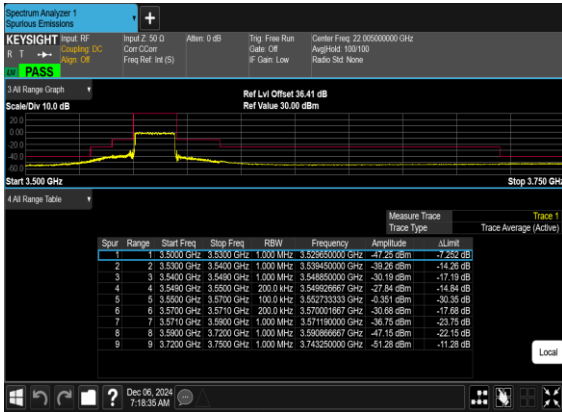 Spectrum Analyzer 1
Spurious Emissions
+
KEYSIGHT Input: RF Input Z: 50 Ω Atten: 0 dB Trig: Free Run Center Freq: 22.005000000 GHz
R T Coupling: DC Corr CCorr Gate: Off Avg|Hold: 100/100
Align: Off Freq Ref: Int (S) IF Gain: Low Radio Std: None
PASS
3 All Range Graph
Ref Lvl Offset 36.41 dB
Scale/Div 10.0 dB Ref Value 30.00 dBm
20.0
0.00
-20.0
-40.0
-60.0
Start 3.500 GHz Stop 3.750 GHz
4 All Range Table
Measure Trace Trace 1
Trace Type Trace Average (Active)
Spur Range Start Freq Stop Freq RBW Frequency Amplitude ΔLimit
1 1 3.5000 GHz 3.5300 GHz 1.000 MHz 3.529650000 GHz -47.25 dBm -7.252 dB
2 2 3.5300 GHz 3.5400 GHz 1.000 MHz 3.539450000 GHz -39.26 dBm -14.26 dB
3 3 3.5400 GHz 3.5490 GHz 1.000 MHz 3.548850000 GHz -30.19 dBm -17.19 dB
4 4 3.5490 GHz 3.5500 GHz 200.0 kHz 3.549926667 GHz -27.84 dBm -14.84 dB
5 5 3.5500 GHz 3.5700 GHz 100.0 kHz 3.552733333 GHz -0.351 dBm -30.35 dB
6 6 3.5700 GHz 3.5710 GHz 200.0 kHz 3.570001667 GHz -30.68 dBm -17.68 dB
7 7 3.5710 GHz 3.5900 GHz 1.000 MHz 3.571190000 GHz -36.75 dBm -23.75 dB
8 8 3.5900 GHz 3.7200 GHz 1.000 MHz 3.590866667 GHz -47.15 dBm -22.15 dB
9 9 3.7200 GHz 3.7500 GHz 1.000 MHz 3.743250000 GHz -51.28 dBm -11.28 dB
Local
? Dec 06, 2024
7:18:35 AM